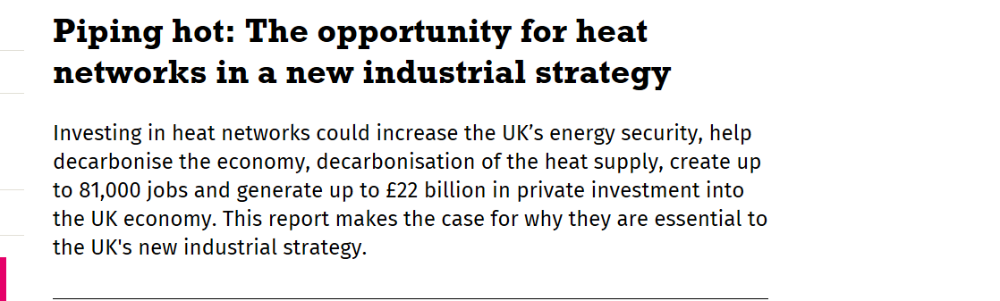 Piping hot: The opportunity for heat
networks in a new industrial strategy
Investing in heat networks could increase the UK’s energy security, help
decarbonise the economy, decarbonisation of the heat supply, create up
to 81,000 jobs and generate up to £22 billion in private investment into
the UK economy. This report makes the case for why they are essential to
the UK's new industrial strategy.